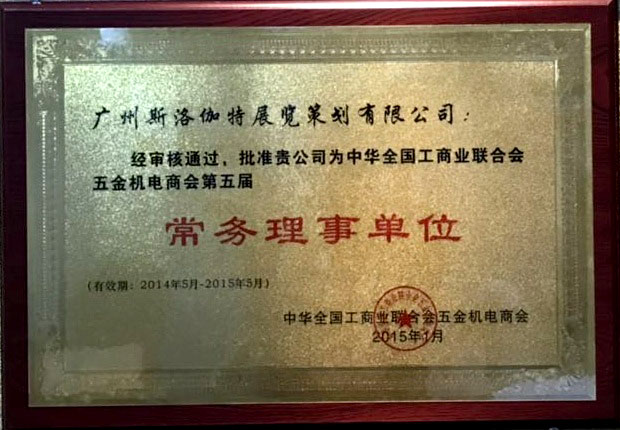 广州斯洛伽特展览策划有限公司：
经审核通过，批准贵公司为中华全国工商业联合会
五金机电商会第五届
常务理事单位
(有效期：2014年5月-2015年5月)
中华全国工商业联合会五金机电商会
2015年1月